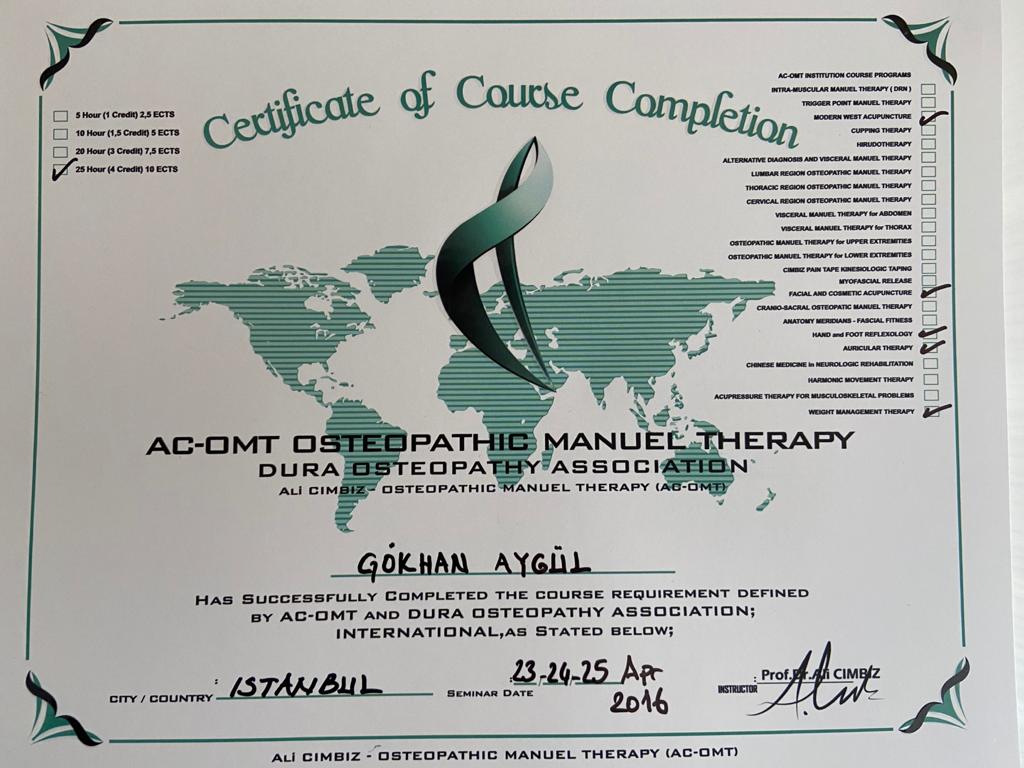 Certificate of Course Completion
5 Hour (1 Credit) 2,5 ECTS
10 Hour (1,5 Credit) 5 ECTS
20 Hour (3 Credit) 7,5 ECTS
25 Hour (4 Credit) 10 ECTS
AC-OMT INSTITUTION COURSE PROGRAMS
INTRA-MUSCULAR MANUEL THERAPY ( DRN )
TRIGGER POINT MANUEL THERAPY
MODERN WEST ACUPUNCTURE
CUPPING THERAPY
HIRUDOTHERAPY
ALTERNATIVE DIAGNOSIS AND VISCERAL MANUEL THERAPY
LUMBAR REGION OSTEOPATHIC MANUEL THERAPY
THORACIC REGION OSTEOPATHIC MANUEL THERAPY
CERVICAL REGION OSTEOPATHIC MANUEL THERAPY
VISCERAL MANUEL THERAPY for ABDOMEN
VISCERAL MANUEL THERAPY for THORAX
OSTEOPATHIC MANUEL THERAPY for UPPER EXTREMITIES
OSTEOPATHIC MANUEL THERAPY for LOWER EXTREMITIES
CIMBIZ PAIN TAPE KINESIOLOGIC TAPING
MYOFASCIAL RELEASE
FACIAL AND COSMETIC ACUPUNCTURE
CRANIO-SACRAL OSTEOPATIC MANUEL THERAPY
ANATOMY MERIDIANS - FASCIAL FITNESS
HAND and FOOT REFLEXOLOGY
AURICULAR THERAPY
CHINESE MEDICINE in NEUROLOGIC REHABILITATION
HARMONIC MOVEMENT THERAPY
ACUPRESSURE THERAPY FOR MUSCULOSKELETAL PROBLEMS
WEIGHT MANAGEMENT THERAPY
AC-OMT OSTEOPATHIC MANUEL THERAPY
DURA OSTEOPATHY ASSOCIATION
ALi CIMBIZ - OSTEOPATHIC MANUEL THERAPY (AC-OMT)
GÖKHAN AYGÜL
HAS SUCCESSFULLY COMPLETED THE COURSE REQUIREMENT DEFINED
BY AC-OMT AND DURA OSTEOPATHY ASSOCIATION;
INTERNATIONAL,AS STATED BELOW;
CITY / COUNTRY : ISTANBUL
SEMINAR DATE : 23-24-25 Apr
2016
INSTRUCTOR Prof.Dr.Ali CIMBIZ
ALi CIMBIZ - OSTEOPATHIC MANUEL THERAPY (AC-OMT)